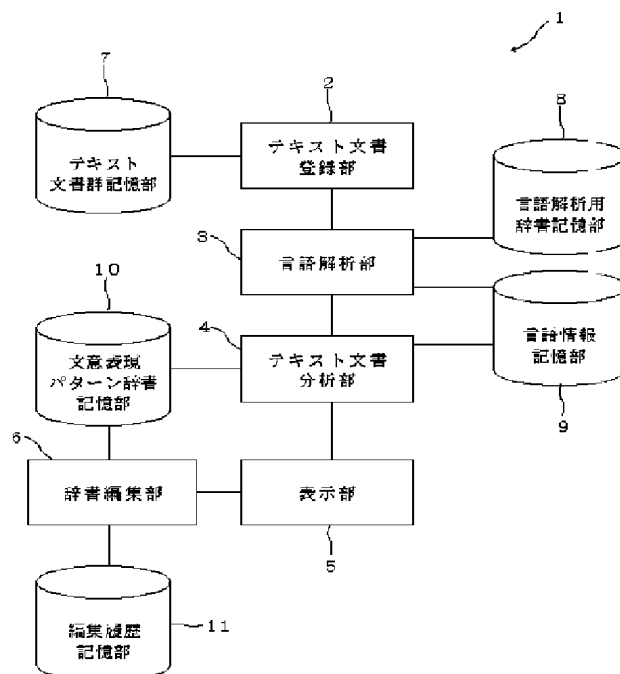 1
7
2
8
テキスト
文書群記憶部
テキスト文書
登録部
言語解析用
辞書記憶部
3
言語解析部
10
4
文意表現
パターン辞書
記憶部
テキスト文書
分析部
言語情報
記憶部
9
6
辞書編集部
表示部
5
編集履歴
記憶部
11